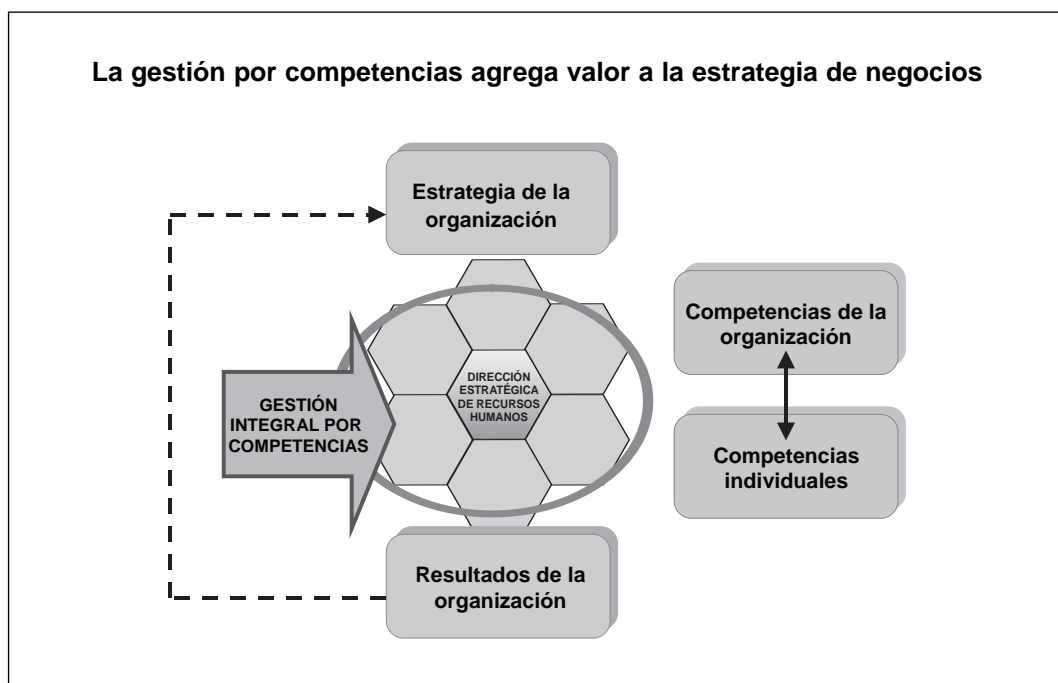 La gestión por competencias agrega valor a la estrategia de negocios
Estrategia de la
organización
DIRECCIÓN
ESTRATÉGICA
DE RECURSOS
HUMANOS
GESTIÓN
INTEGRAL POR
COMPETENCIAS
Competencias de la
organización
Competencias
individuales
Resultados de la
organización